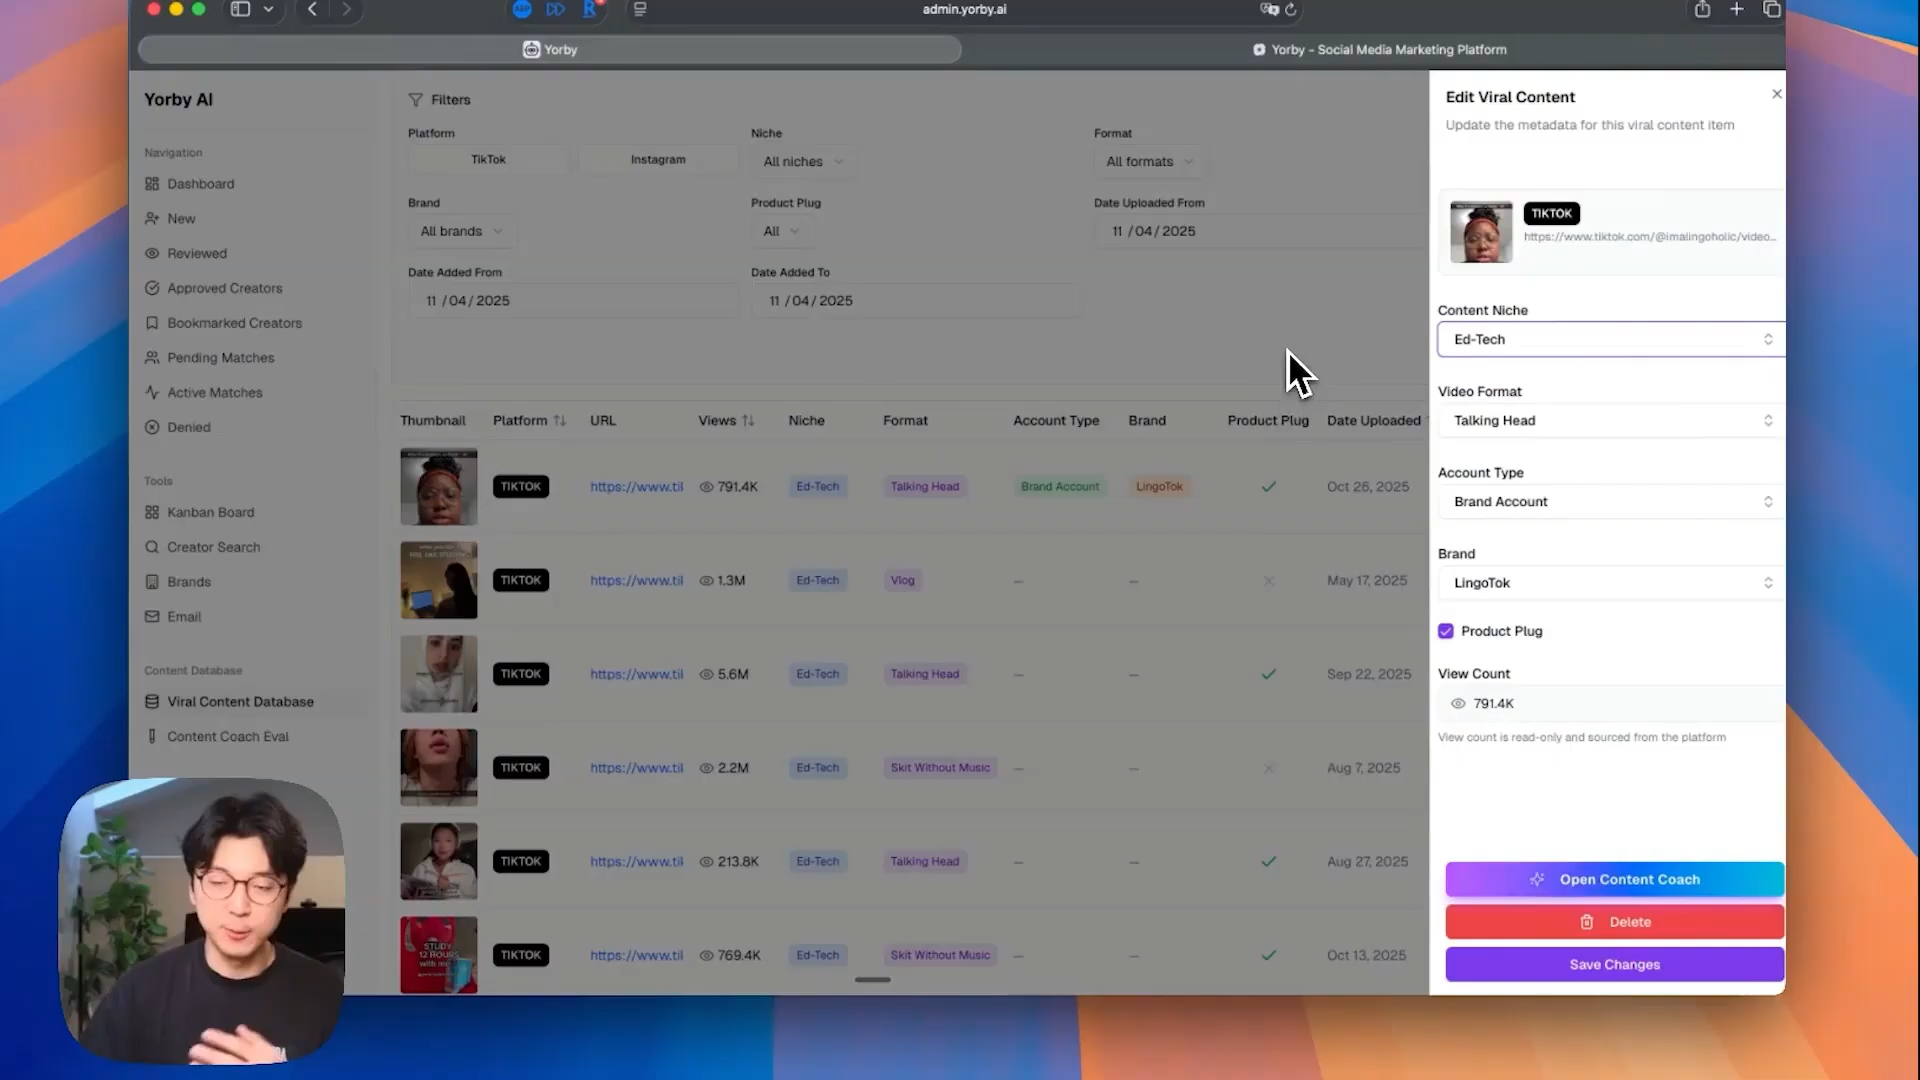 admin.yorby.ai
Yorby
Yorby - Social Media Marketing Platform
Yorby AI
Navigation
Dashboard
New
Reviewed
Approved Creators
Bookmarked Creators
Pending Matches
Active Matches
Denied
Tools
Kanban Board
Creator Search
Brands
Email
Content Database
Viral Content Database
Content Coach Eval
Filters
Platform
TikTok
Instagram
Niche
All niches
Format
All formats
Brand
All brands
Product Plug
All
Date Uploaded From
11 / 04 / 2025
Date Added From
11 / 04 / 2025
Date Added To
11 / 04 / 2025
Thumbnail Platform URL Views Niche Format Account Type Brand Product Plug Date Uploaded
TIKTOK https://www.til 791.4K Ed-Tech Talking Head Brand Account LingoTok Oct 26, 2025
TIKTOK https://www.til 1.3M Ed-Tech Vlog — — May 17, 2025
TIKTOK https://www.til 5.6M Ed-Tech Talking Head — — Sep 22, 2025
TIKTOK https://www.til 2.2M Ed-Tech Skit Without Music — — Aug 7, 2025
TIKTOK https://www.til 213.8K Ed-Tech Talking Head — — Aug 27, 2025
STUDY
12 HOURS
with me
TIKTOK https://www.til 769.4K Ed-Tech Skit Without Music — — Oct 13, 2025
Edit Viral Content
Update the metadata for this viral content item
TIKTOK
https://www.tiktok.com/@imalingoholic/video...
Content Niche
Ed-Tech
Video Format
Talking Head
Account Type
Brand Account
Brand
LingoTok
Product Plug
View Count
791.4K
View count is read-only and sourced from the platform
Open Content Coach
Delete
Save Changes